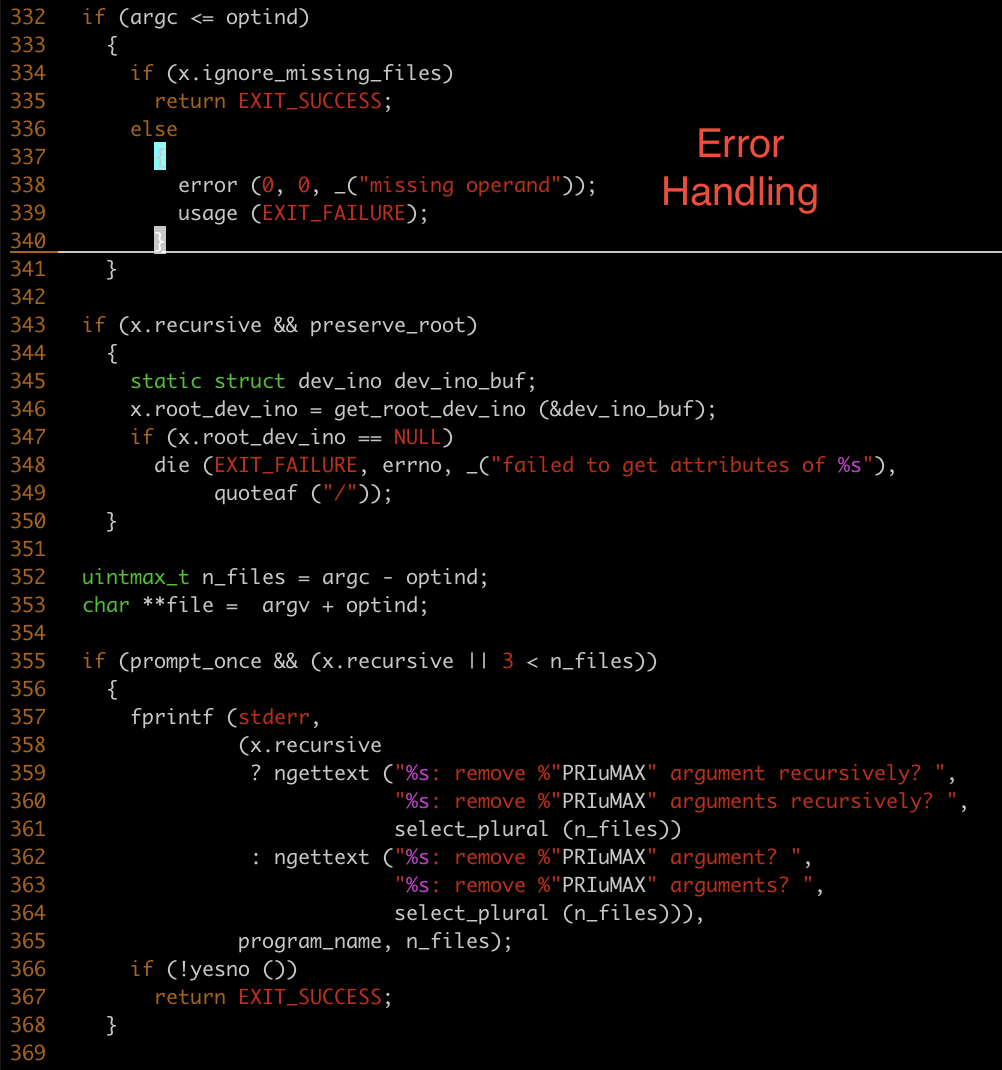 332   if (argc <= optind)
333     {
334       if (x.ignore_missing_files)
335         return EXIT_SUCCESS;
336       else
337         {
338           error (0, 0, _("missing operand"));
339           usage (EXIT_FAILURE);
340         }
341     }
342
343   if (x.recursive && preserve_root)
344     {
345       static struct dev_ino dev_ino_buf;
346       x.root_dev_ino = get_root_dev_ino (&dev_ino_buf);
347       if (x.root_dev_ino == NULL)
348         die (EXIT_FAILURE, errno, _("failed to get attributes of %s"),
349              quoteaf ("/"));
350     }
351
352   uintmax_t n_files = argc - optind;
353   char **file =  argv + optind;
354
355   if (prompt_once && (x.recursive || 3 < n_files))
356     {
357       fprintf (stderr,
358                (x.recursive
359                 ? ngettext ("%s: remove %"PRIuMAX" argument recursively? ",
360                             "%s: remove %"PRIuMAX" arguments recursively? ",
361                             select_plural (n_files))
362                 : ngettext ("%s: remove %"PRIuMAX" argument? ",
363                             "%s: remove %"PRIuMAX" arguments? ",
364                             select_plural (n_files))),
365                program_name, n_files);
366       if (!yesno ())
367         return EXIT_SUCCESS;
368     }
369
Error
Handling